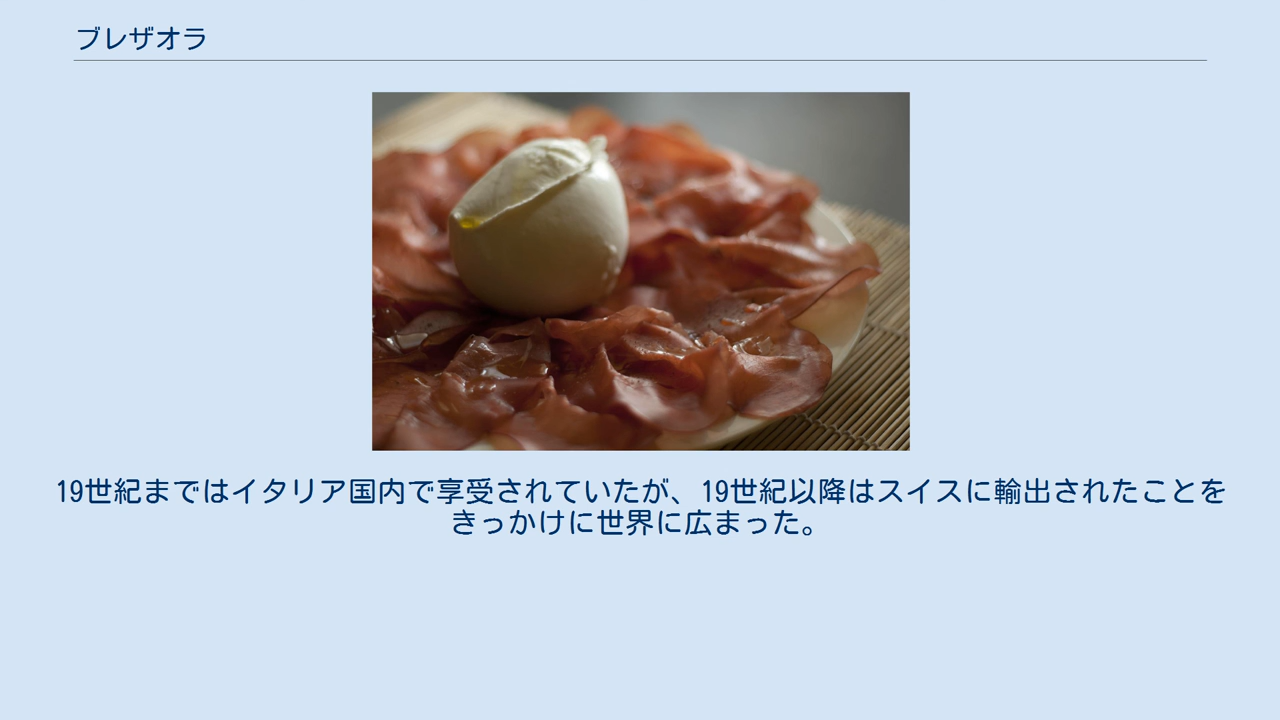 ブレザオラ
19世紀まではイタリア国内で享受されていたが、19世紀以降はスイスに輸出されたことを
きっかけに世界に広まった。